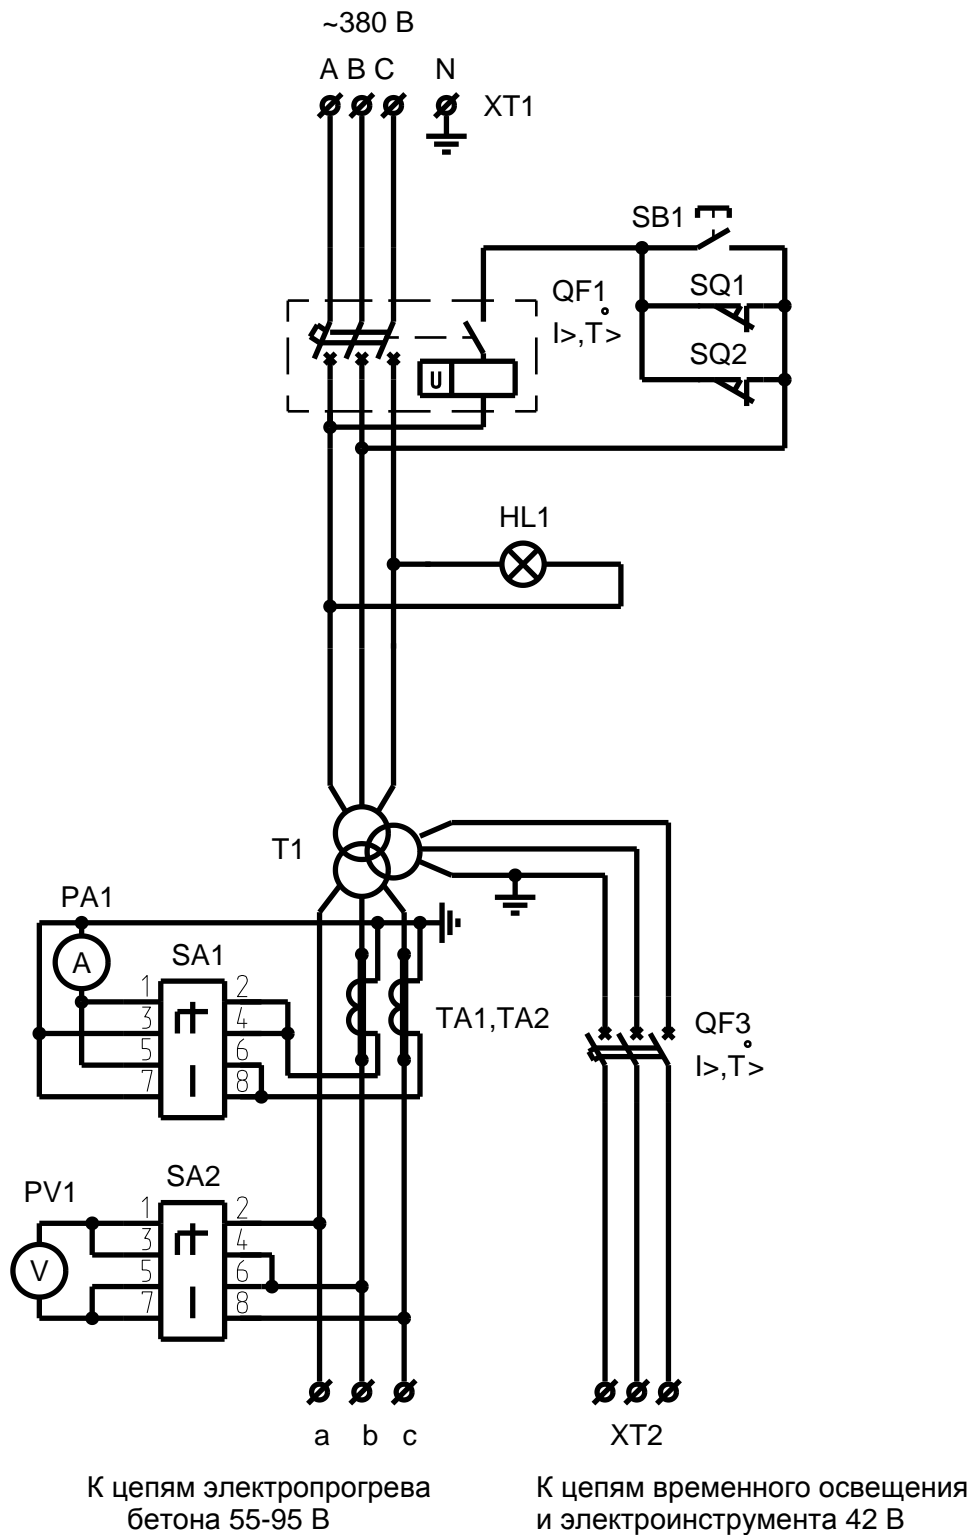 ~380 В
A B C N
XT1
SB1
QF1
I>,T°>
SQ1
SQ2
U
HL1
T1
PA1
A
SA1
1 2
3 4
5 6
7 8
TA1,TA2
QF3
I>,T°>
PV1
V
SA2
1 2
3 4
5 6
7 8
a b c
XT2
К цепям электропрогрева
бетона 55-95 В
К цепям временного освещения
и электроинструмента 42 В